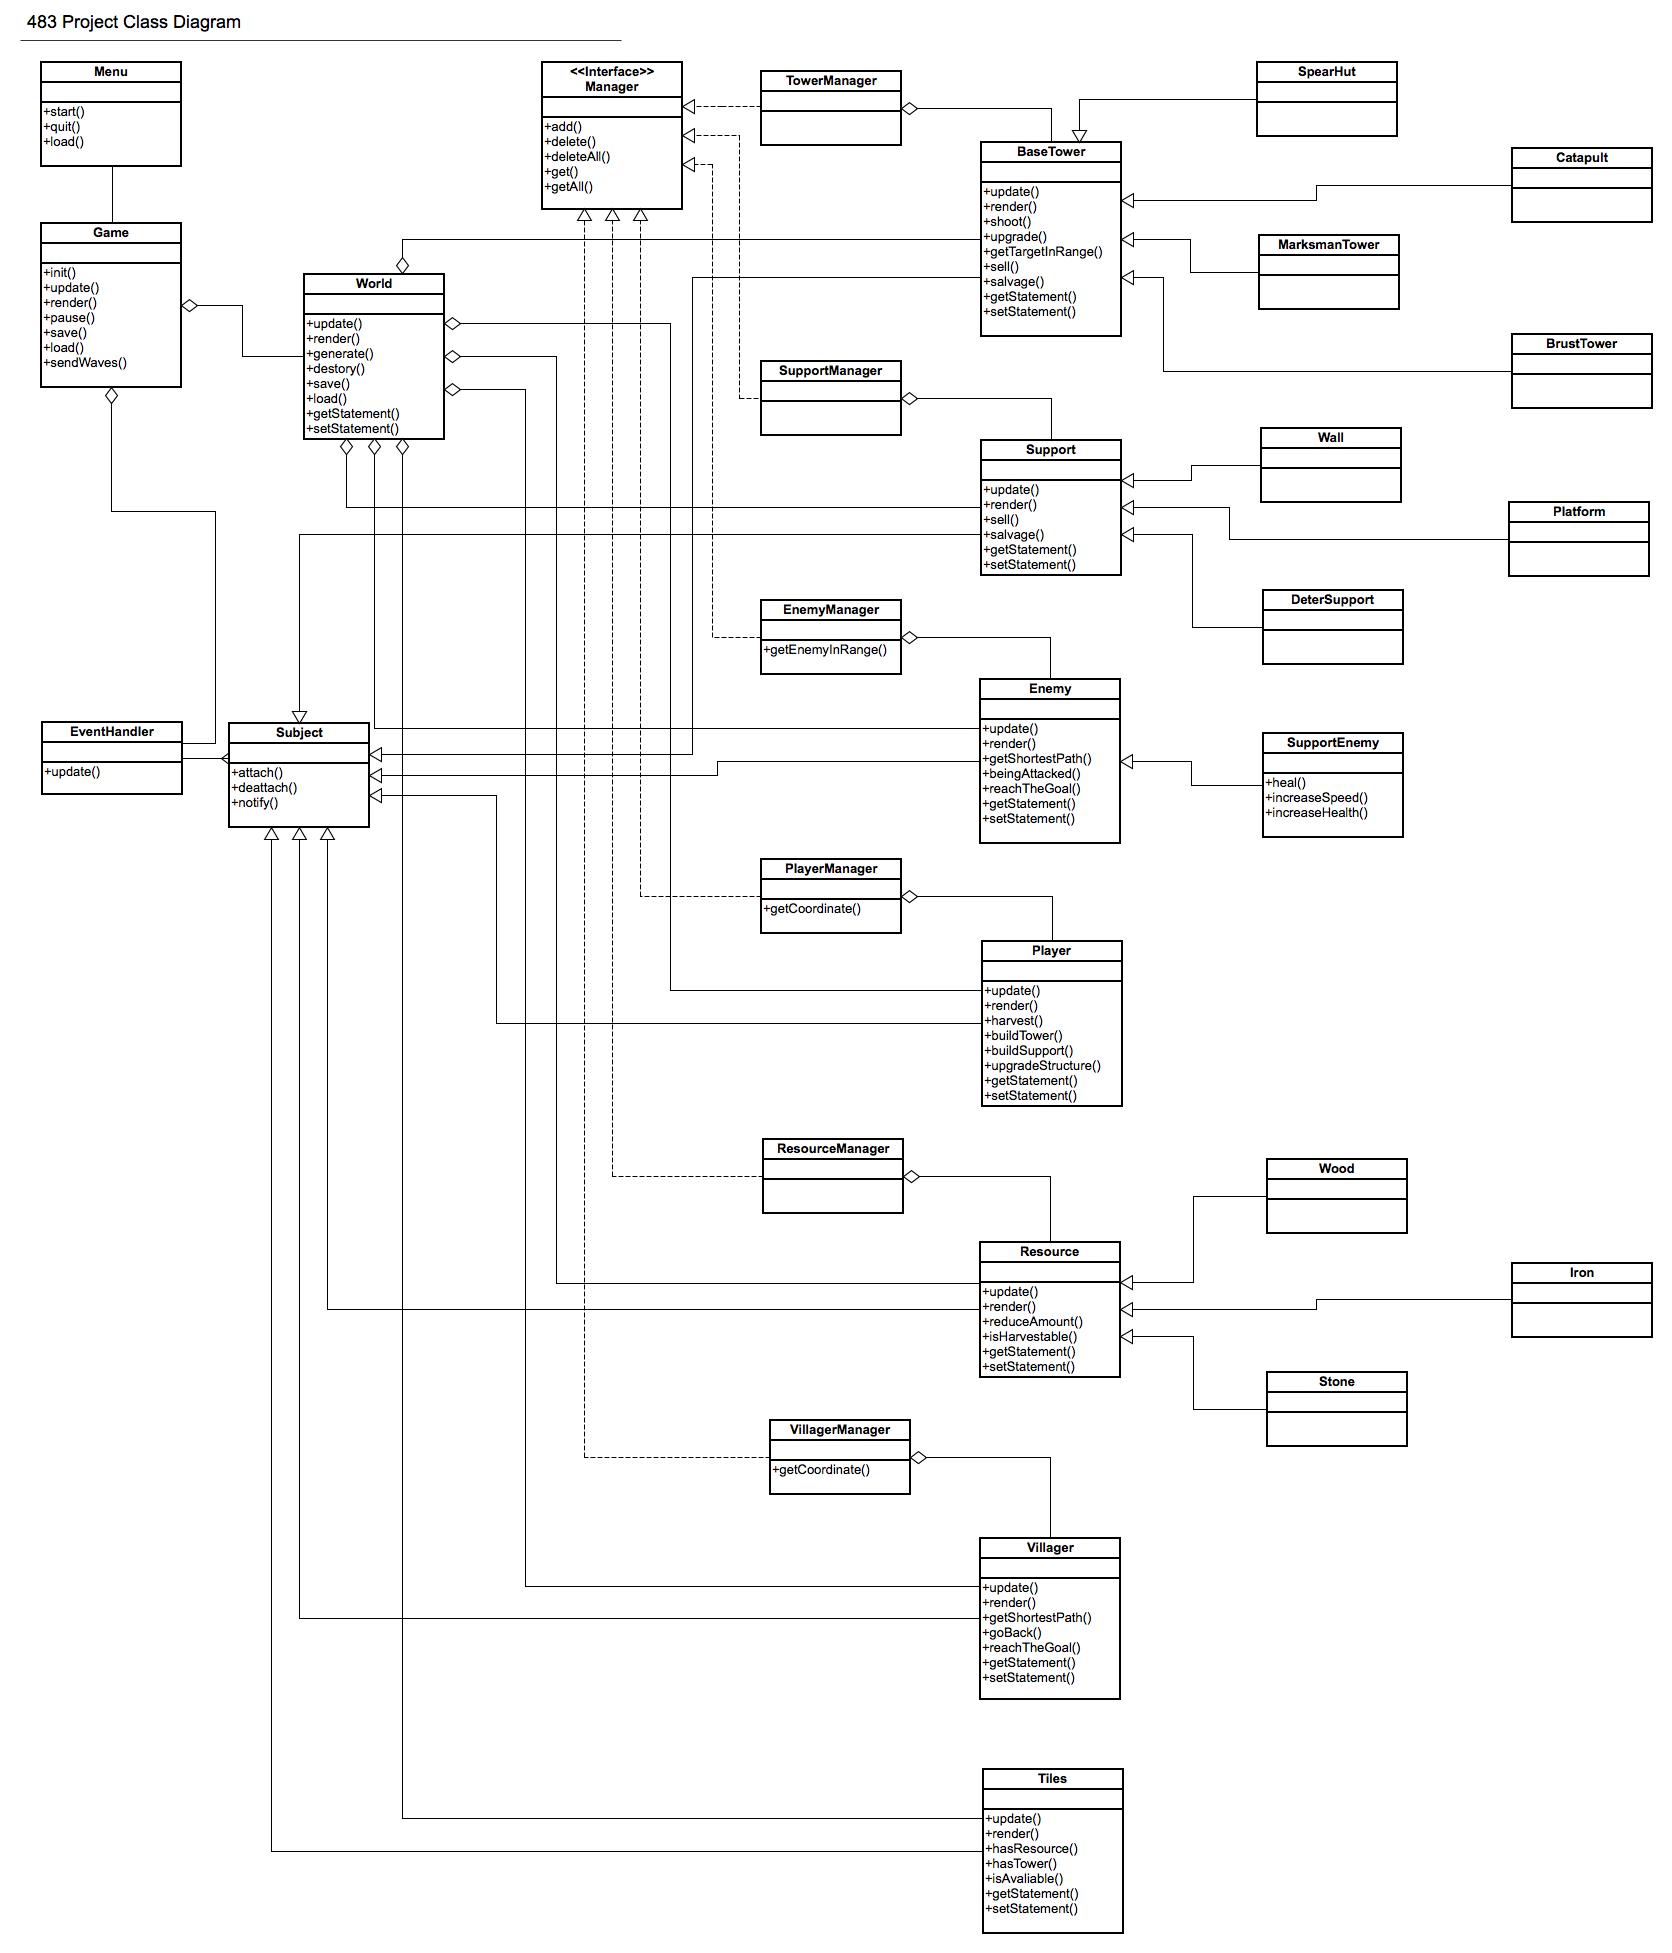 483 Project Class Diagram
Menu
+start()
+quit()
+load()
Game
+init()
+update()
+render()
+pause()
+save()
+load()
+sendWaves()
World
+update()
+render()
+generate()
+destory()
+save()
+load()
+getStatement()
+setStatement()
EventHandler
+update()
Subject
+attach()
+deattach()
+notify()
<<Interface>>
Manager
+add()
+delete()
+deleteAll()
+get()
+getAll()
TowerManager
BaseTower
+update()
+render()
+shoot()
+upgrade()
+getTargetInRange()
+sell()
+salvage()
+getStatement()
+setStatement()
SpearHut
Catapult
MarksmanTower
BrustTower
SupportManager
Support
+update()
+render()
+sell()
+salvage()
+getStatement()
+setStatement()
Wall
Platform
DeterSupport
EnemyManager
+getEnemyInRange()
Enemy
+update()
+render()
+getShortestPath()
+beingAttacked()
+reachTheGoal()
+getStatement()
+setStatement()
SupportEnemy
+heal()
+increaseSpeed()
+increaseHealth()
PlayerManager
+getCoordinate()
Player
+update()
+render()
+harvest()
+buildTower()
+buildSupport()
+upgradeStructure()
+getStatement()
+setStatement()
ResourceManager
Resource
+update()
+render()
+reduceAmount()
+isHarvestable()
+getStatement()
+setStatement()
Wood
Iron
Stone
VillagerManager
+getCoordinate()
Villager
+update()
+render()
+getShortestPath()
+goBack()
+reachTheGoal()
+getStatement()
+setStatement()
Tiles
+update()
+render()
+hasResource()
+hasTower()
+isAvaliable()
+getStatement()
+setStatement()